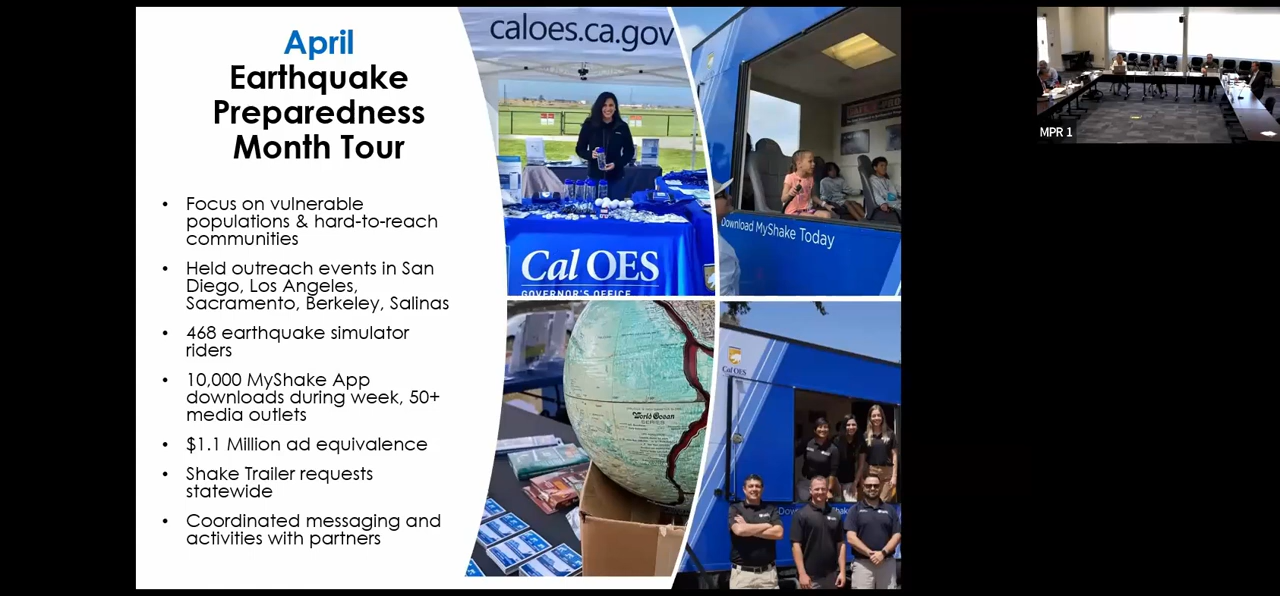 April
Earthquake
Preparedness
Month Tour
• Focus on vulnerable
populations & hard-to-reach
communities
• Held outreach events in San
Diego, Los Angeles,
Sacramento, Berkeley, Salinas
• 468 earthquake simulator
riders
• 10,000 MyShake App
downloads during week, 50+
media outlets
• $1.1 Million ad equivalence
• Shake Trailer requests
statewide
• Coordinated messaging and
activities with partners
caloes.ca.gov
Cal OES
GOVERNOR'S OFFICE
Download MyShake Today
World Ocean
Cal OES
MPR 1